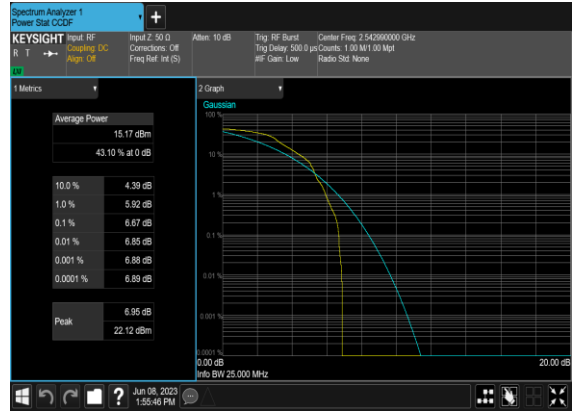 Spectrum Analyzer 1
Power Stat CCDF
KEYSIGHT
R T
LW
Input: RF
Coupling: DC
Align: Off
Input Z: 50 Ω
Corrections: Off
Freq Ref: Int (S)
Atten: 10 dB
Trig: RF Burst
Trig Delay: 500.0 µs
#IF Gain: Low
Center Freq: 2.542990000 GHz
Counts: 1.00 M/1.00 Mpt
Radio Std: None
1 Metrics
Average Power
15.17 dBm
43.10 % at 0 dB
10.0 % 4.39 dB
1.0 % 5.92 dB
0.1 % 6.67 dB
0.01 % 6.85 dB
0.001 % 6.88 dB
0.0001 % 6.89 dB
Peak
6.95 dB
22.12 dBm
2 Graph
Gaussian
100 %
10 %
1 %
0.1 %
0.01 %
0.001 %
0.0001 %
0.00 dB 20.00 dB
Info BW 25.000 MHz
?
Jun 08, 2023
1:55:46 PM